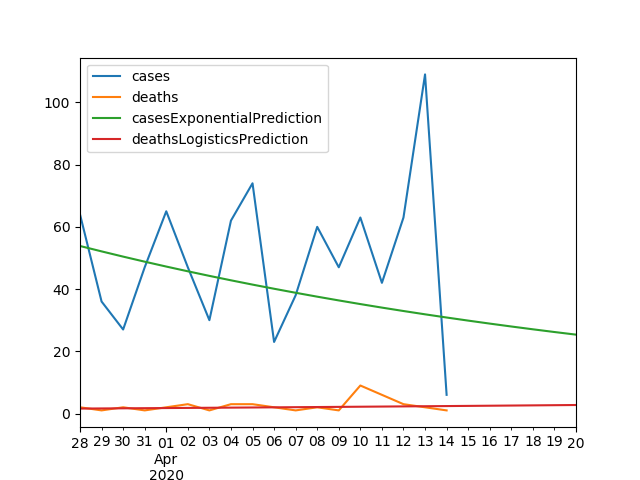 cases
deaths
casesExponentialPrediction
deathsLogisticsPrediction
100
80
60
40
20
0
28 29 30 31 01 02 03 04 05 06 07 08 09 10 11 12 13 14 15 16 17 18 19 20
Apr
2020